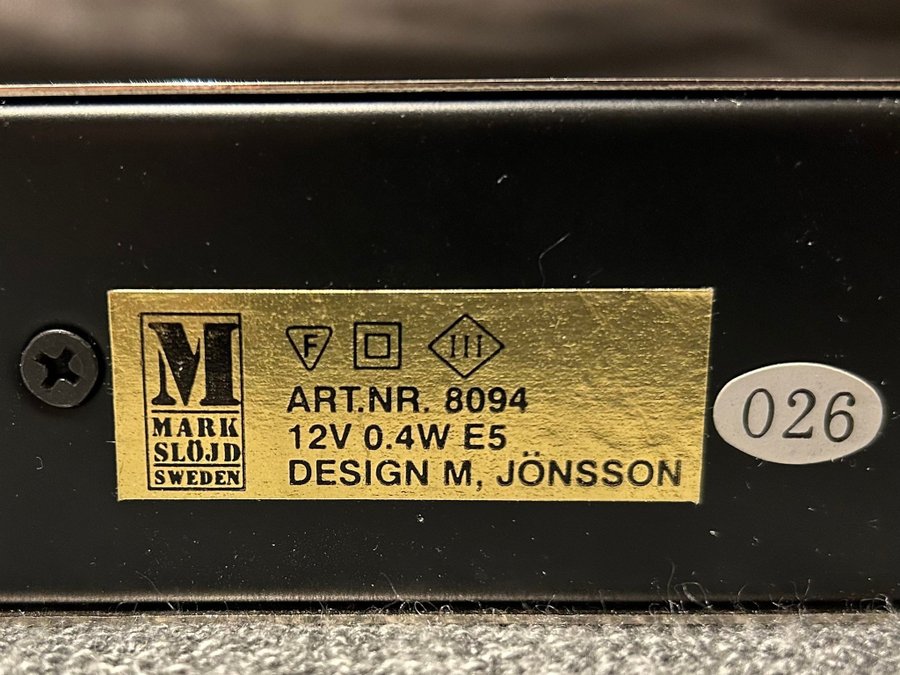 M
MARK
SLÖJD
SWEDEN
F III
ART.NR. 8094
12V 0.4W E5
DESIGN M, JÖNSSON
026